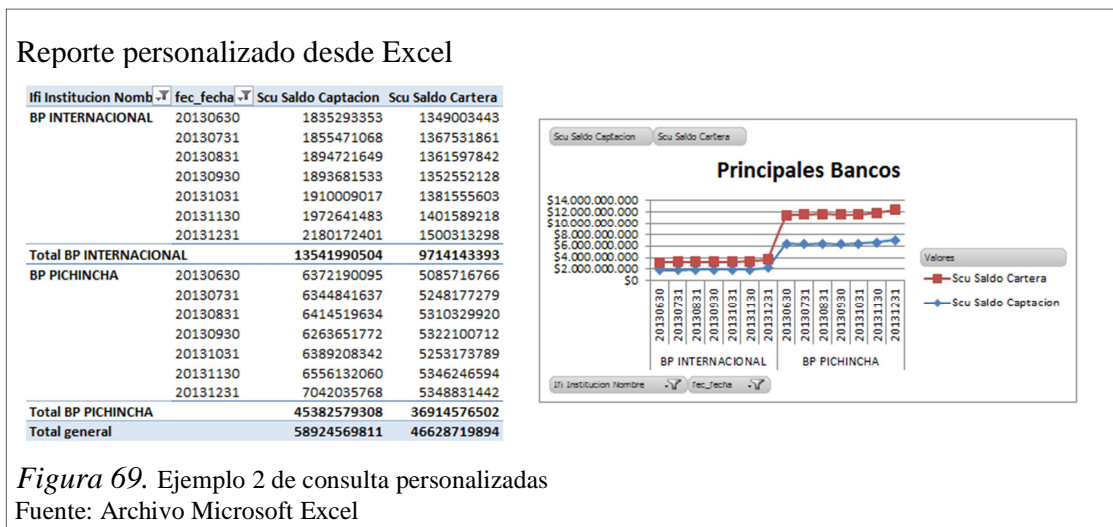 Reporte personalizado desde Excel
Ifi Institucion Nomb fec_fecha Scu Saldo Captacion Scu Saldo Cartera
BP INTERNACIONAL 20130630 1835293353 1349003443
20130731 1855471068 1367531861
20130831 1894721649 1361597842
20130930 1893681533 1352552128
20131031 1910009017 1381555603
20131130 1972641483 1401589218
20131231 2180172401 1500313298
Total BP INTERNACIONAL 13541990504 9714143393
BP PICHINCHA 20130630 6372190095 5085716766
20130731 6344841637 5248177279
20130831 6414519634 5310329920
20130930 6263651772 5322100712
20131031 6389208342 5253173789
20131130 6556132060 5346246594
20131231 7042035768 5348831442
Total BP PICHINCHA 45382579308 36914576502
Total general 58924569811 46628719894
Scu Saldo Captacion Scu Saldo Cartera
Principales Bancos
$14.000.000.000
$12.000.000.000
$10.000.000.000
$8.000.000.000
$6.000.000.000
$4.000.000.000
$2.000.000.000
$0
20130630 20130731 20130831 20130930 20131031 20131130 20131231 20130630 20130731 20130831 20130930 20131031 20131130 20131231
BP INTERNACIONAL BP PICHINCHA
Valores
Scu Saldo Cartera
Scu Saldo Captacion
Ifi Institucion Nombre fec_fecha
Figura 69. Ejemplo 2 de consulta personalizadas
Fuente: Archivo Microsoft Excel